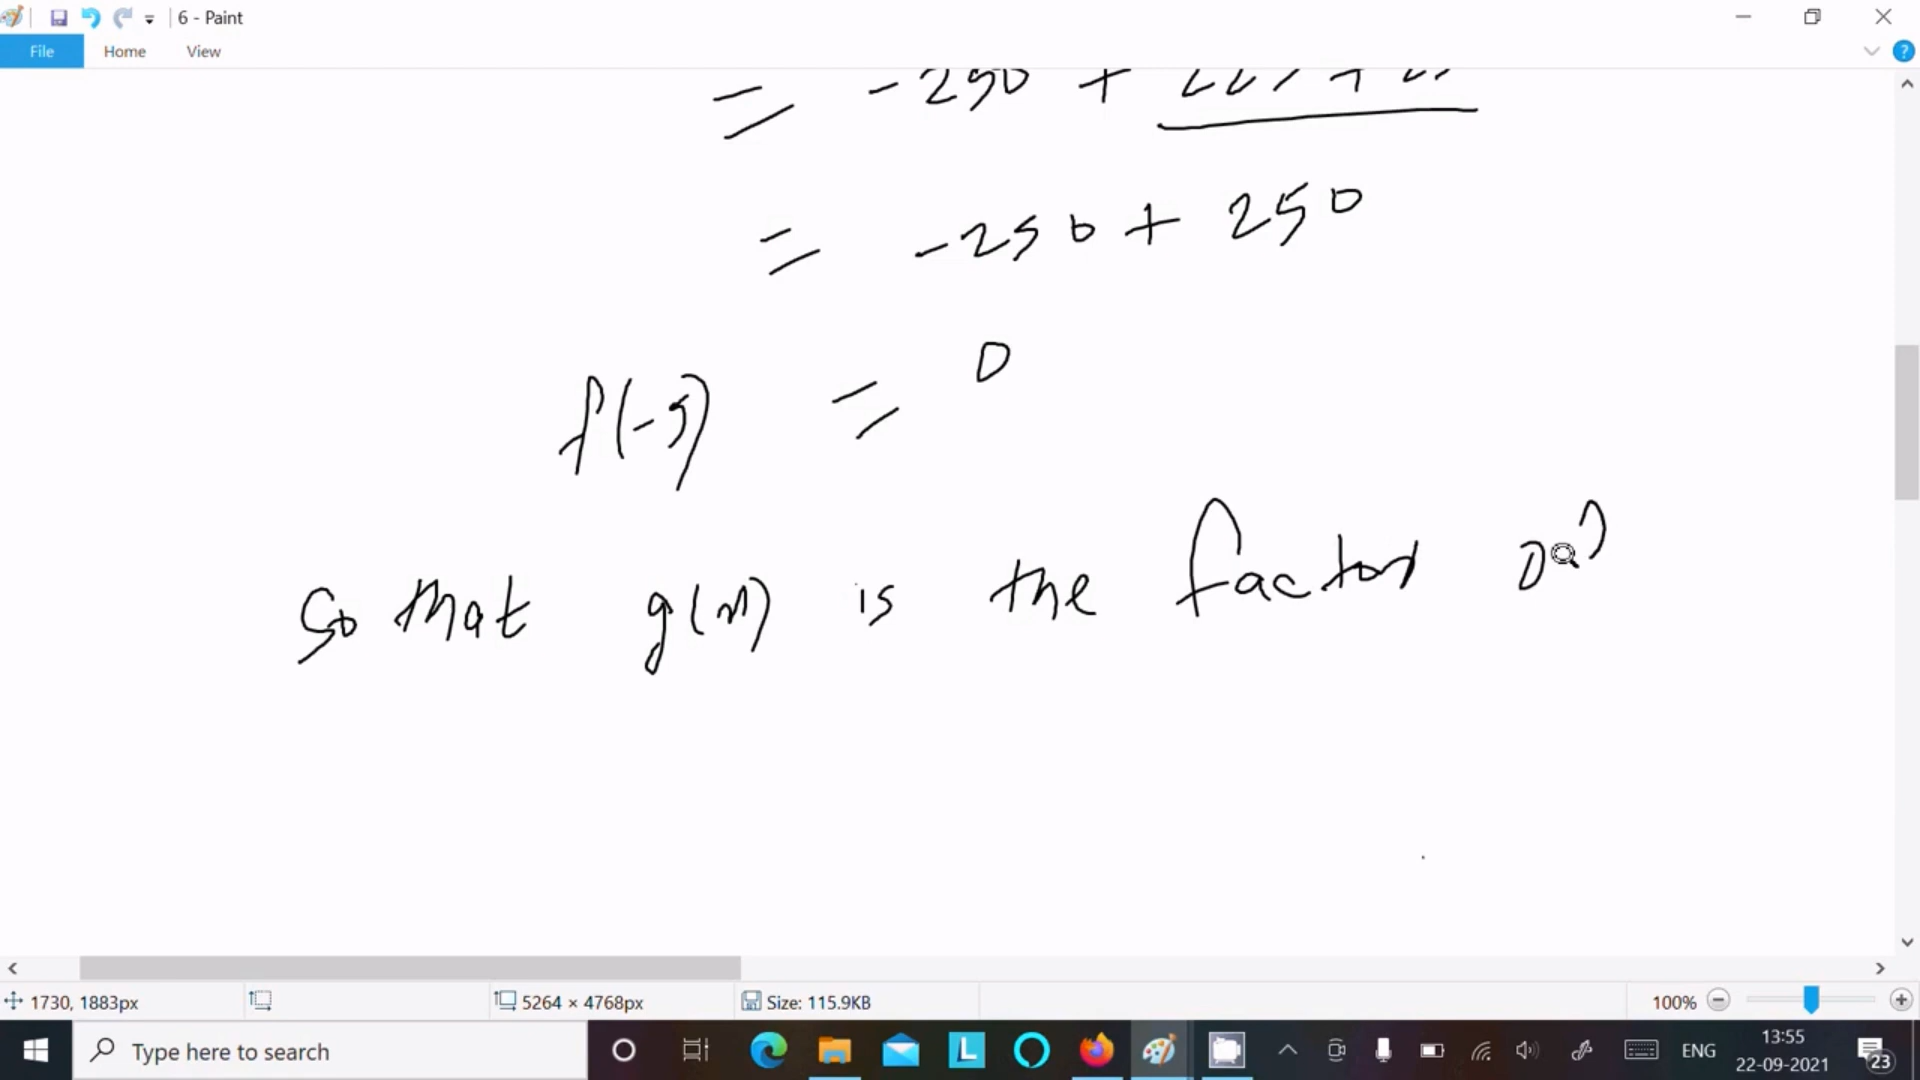 6 - Paint
File Home View
= -250 +
= -250 + 250
f(-5) = 0
So that g(x) is the factor
1730, 1883px 5264 × 4768px Size: 115.9KB 100%
Type here to search ENG 13:55
22-09-2021 23